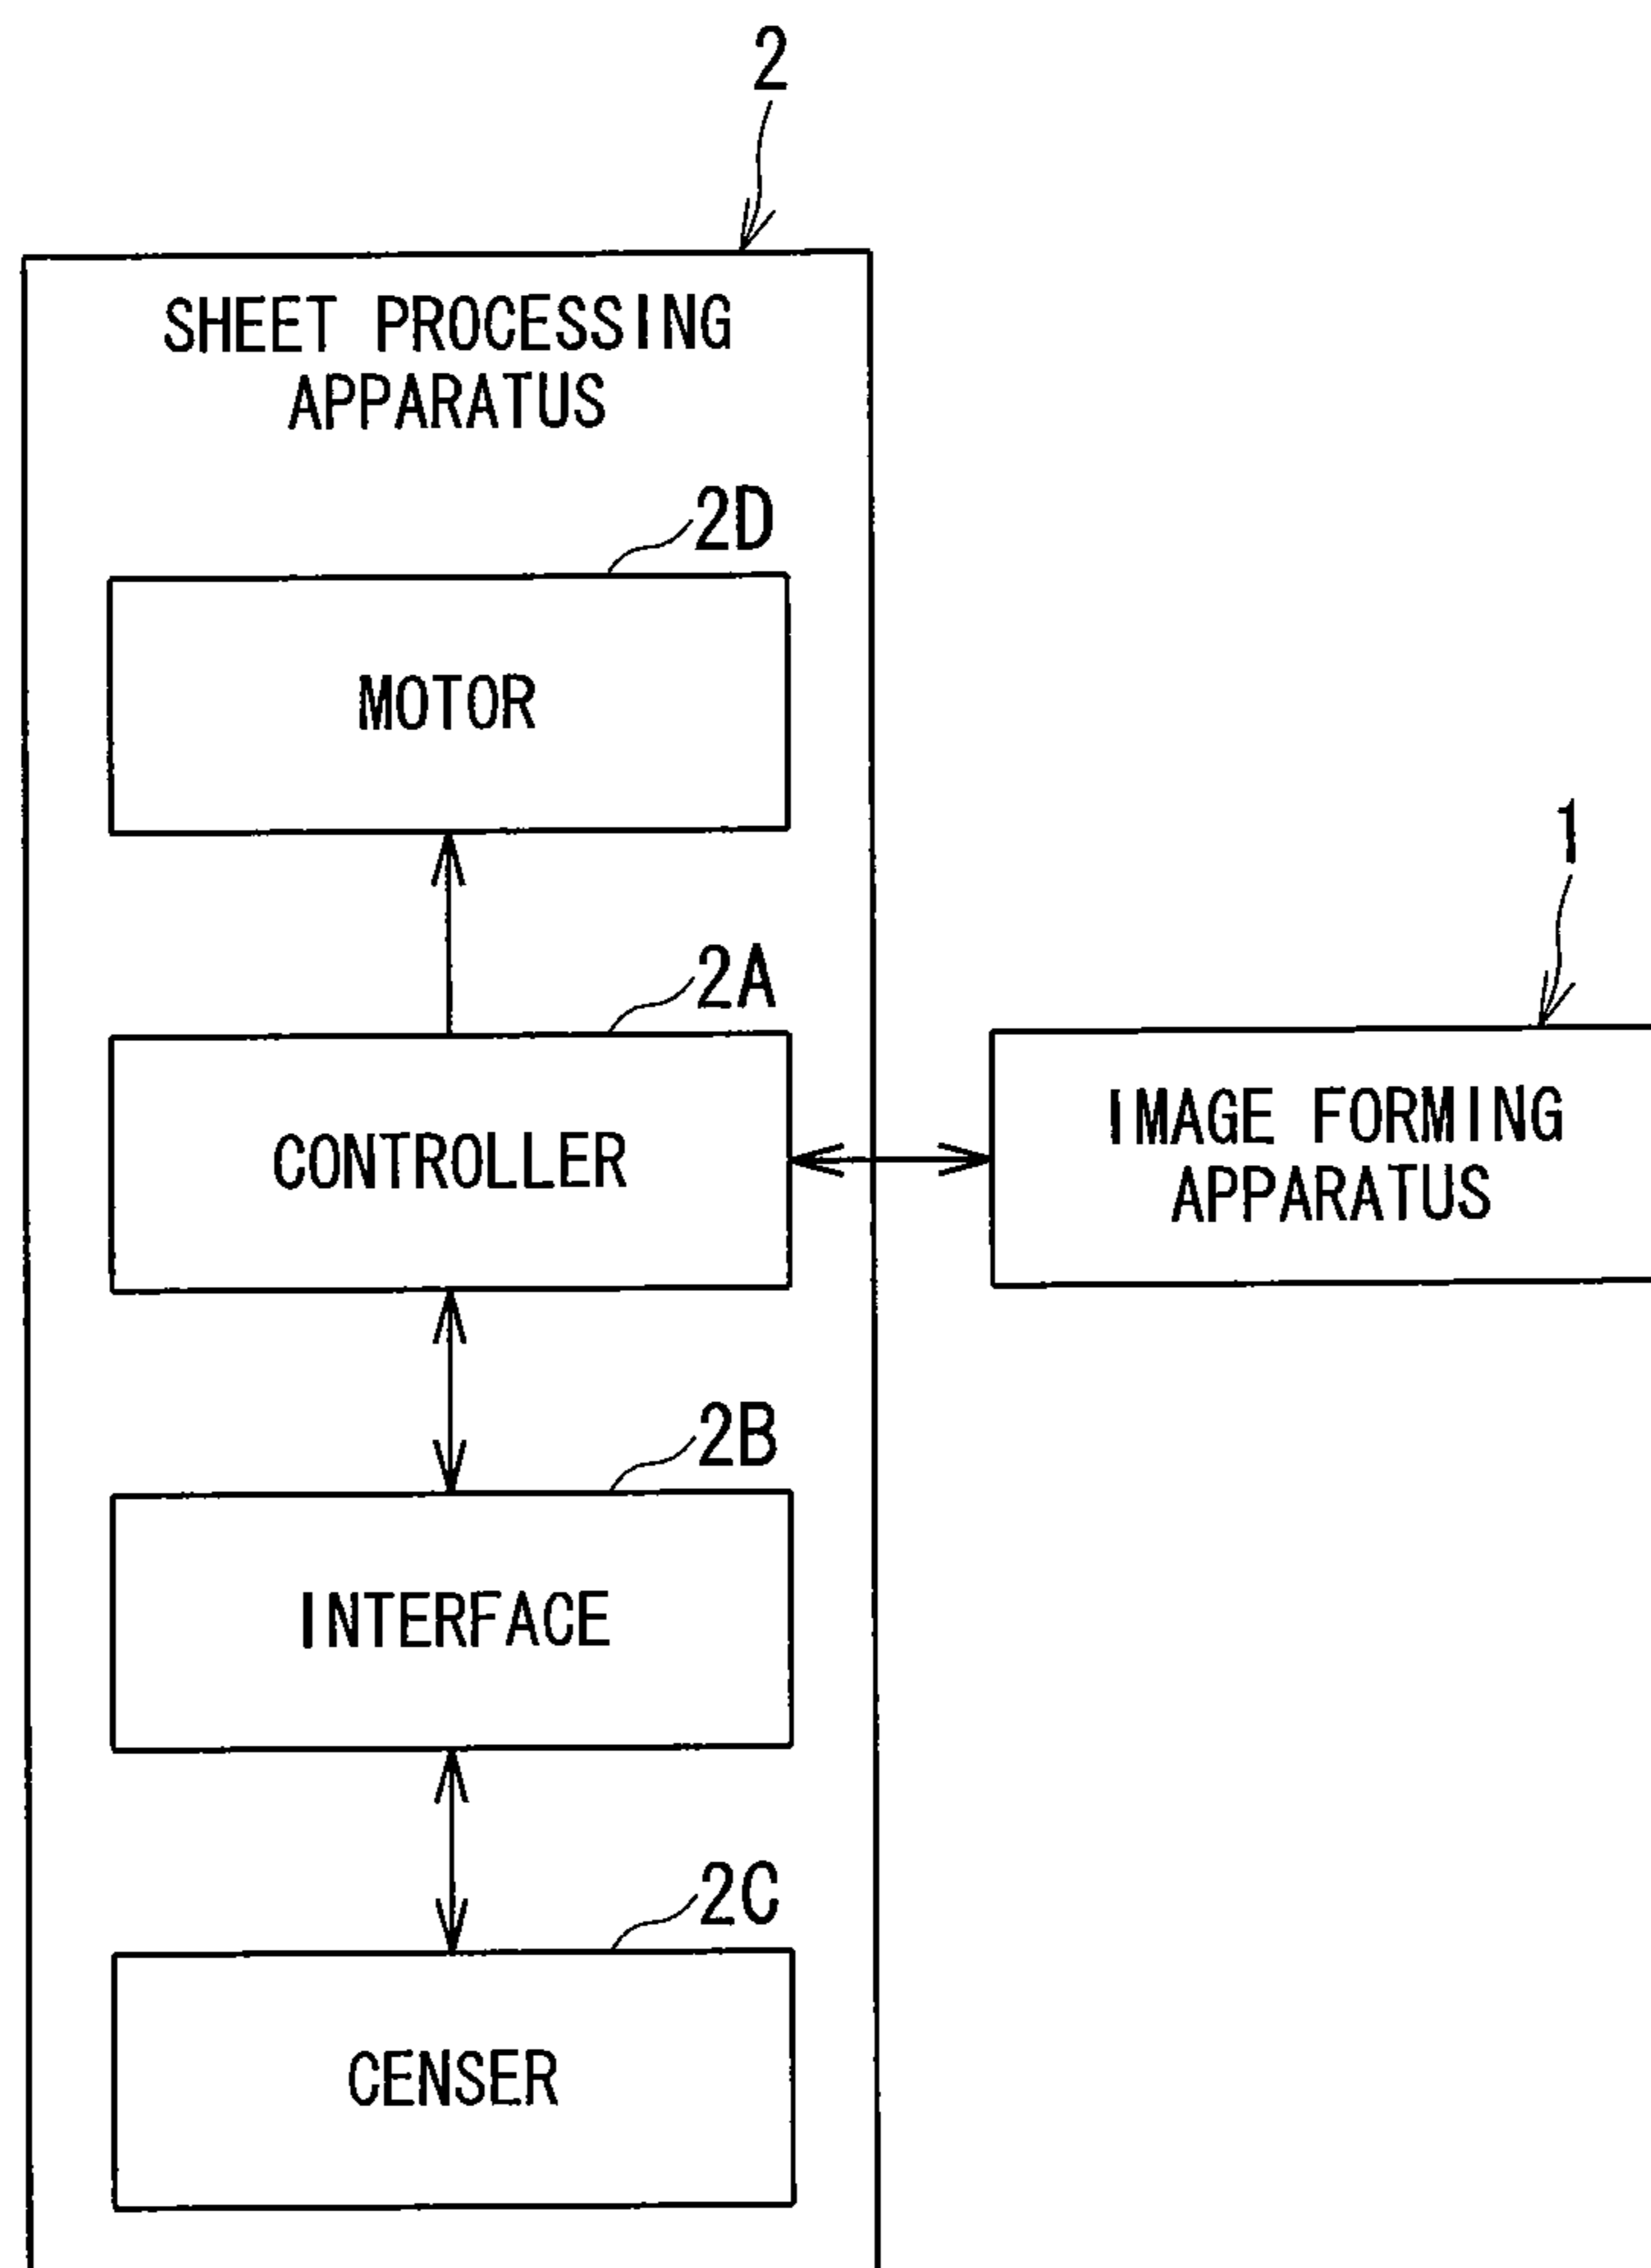 2
SHEET PROCESSING
APPARATUS
2D
MOTOR
1
2A
CONTROLLER
IMAGE FORMING
APPARATUS
2B
INTERFACE
2C
CENSER